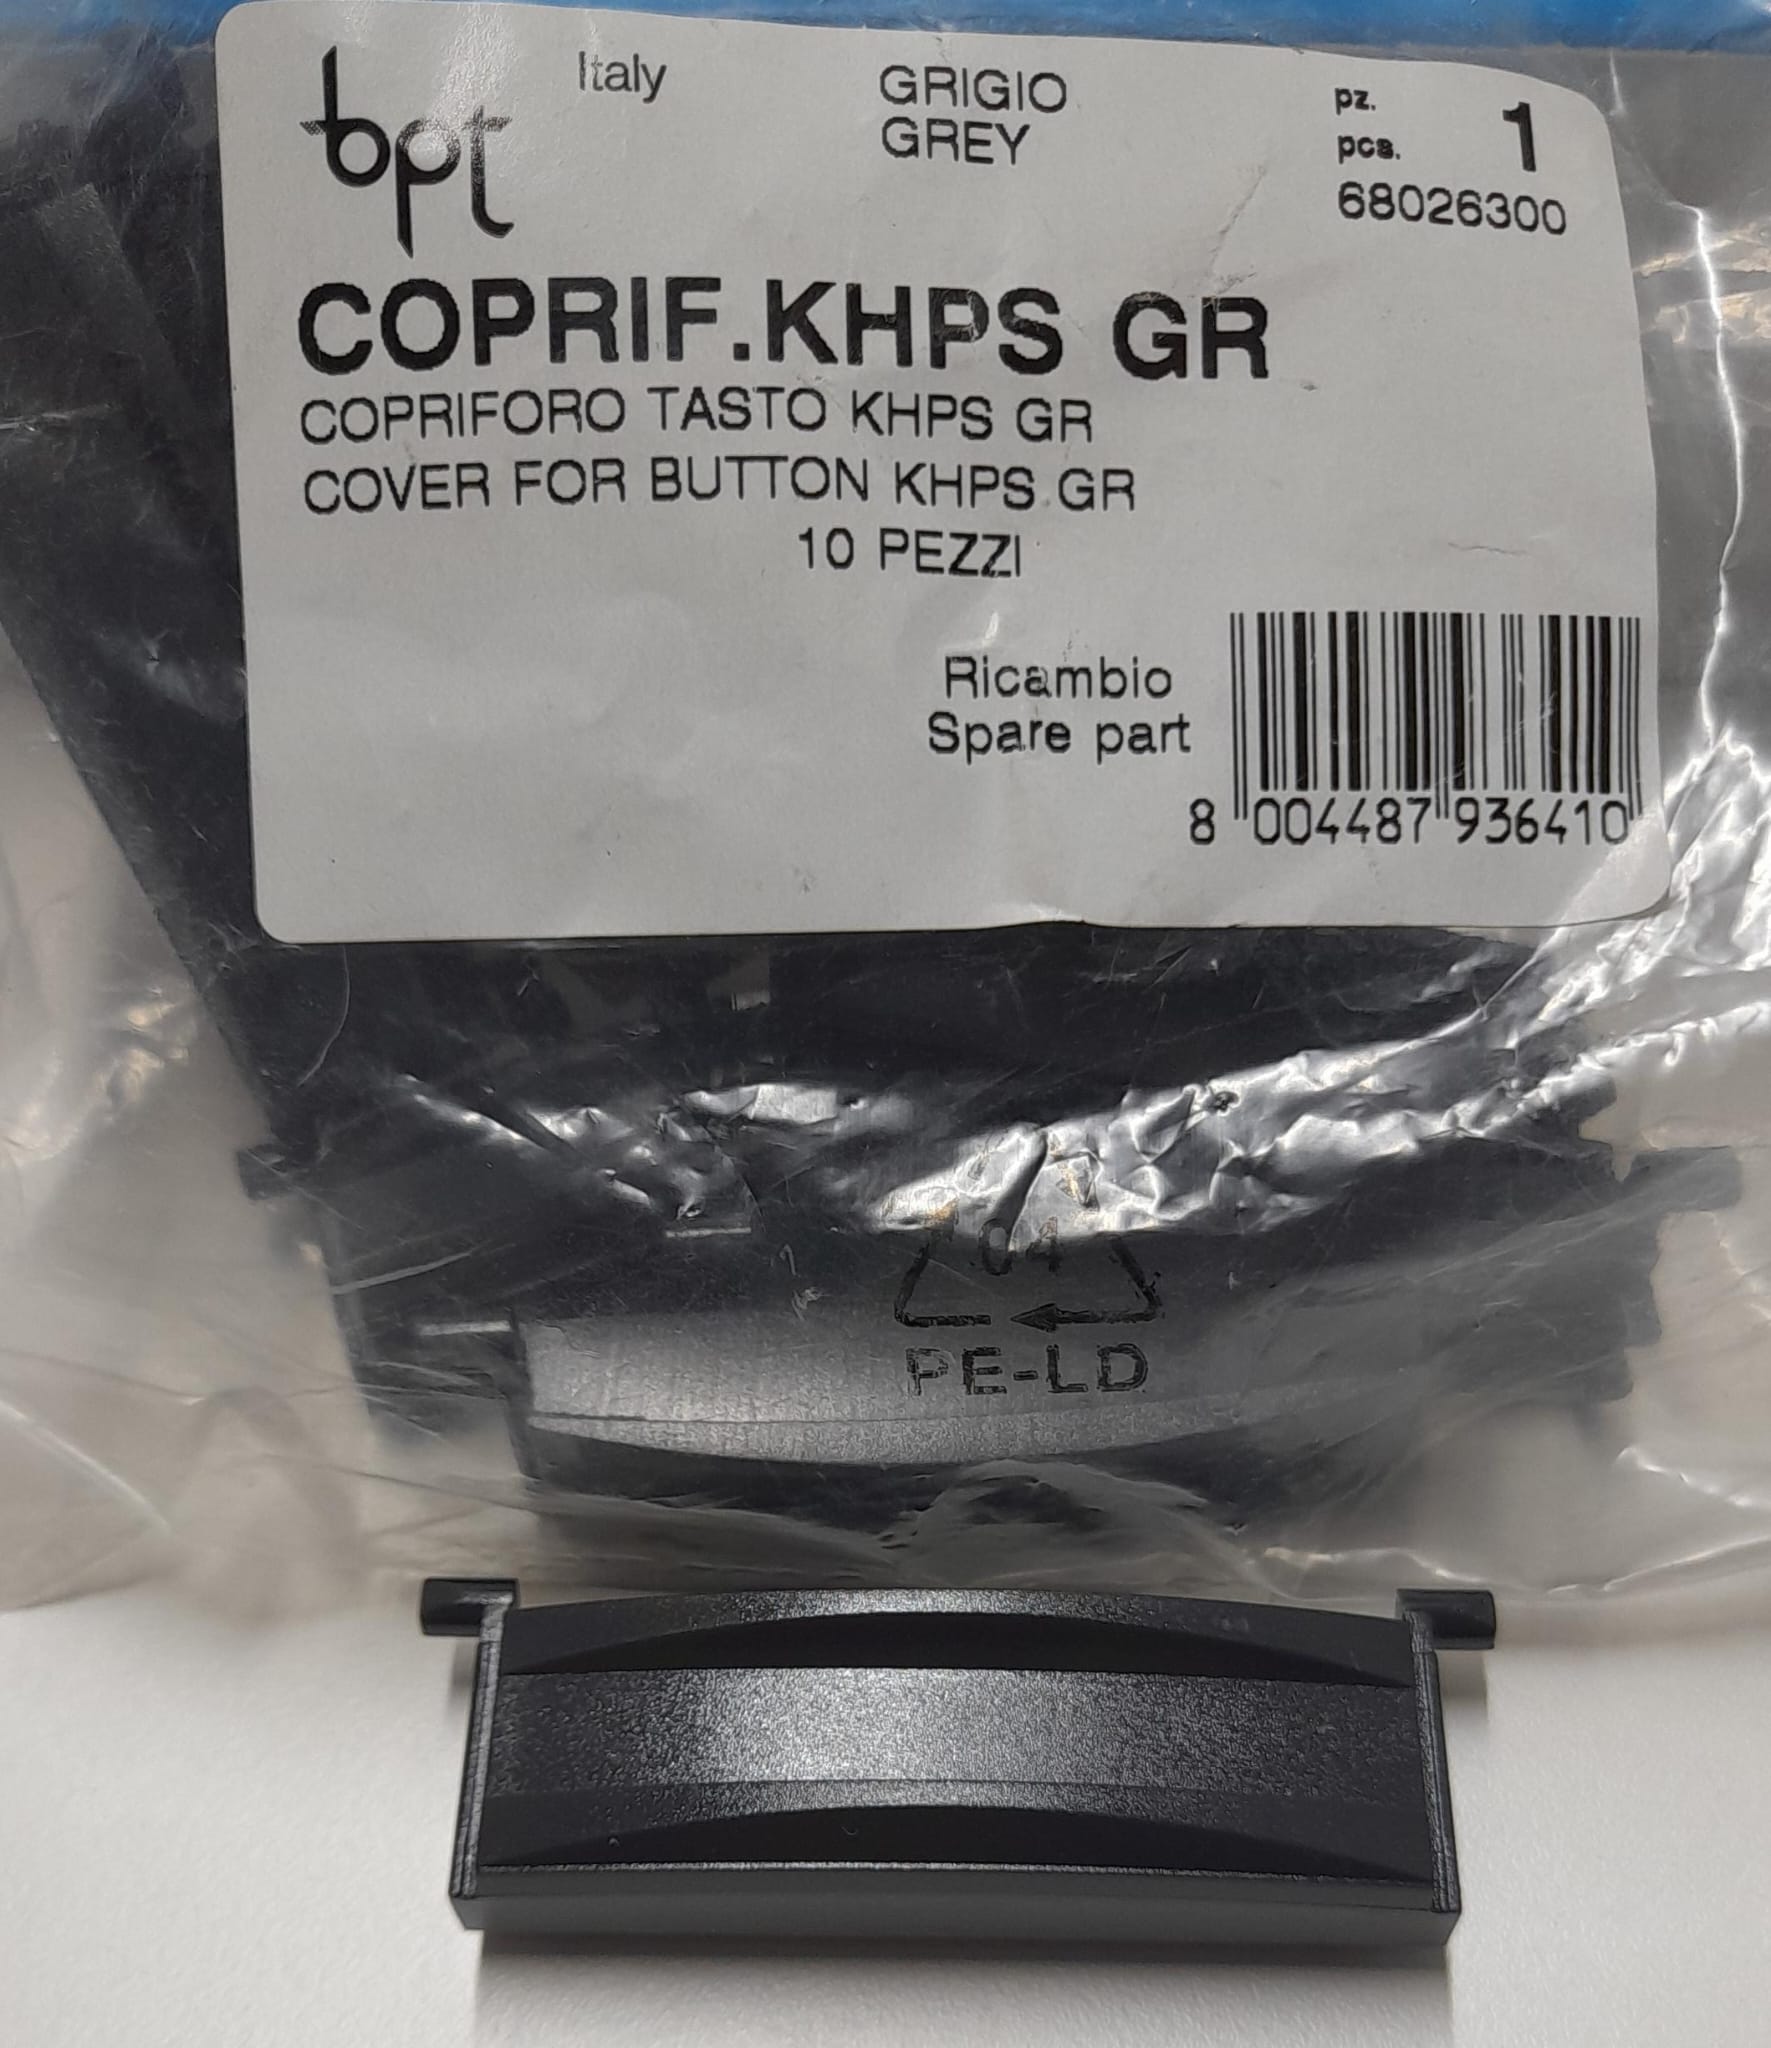 bpt
Italy
GRIGIO
GREY
pz.
pcs.
1
68026300
COPRIF.KHPS GR
COPRIFORO TASTO KHPS GR
COVER FOR BUTTON KHPS GR
10 PEZZI
Ricambio
Spare part
8 004487 936410
04
PE-LD